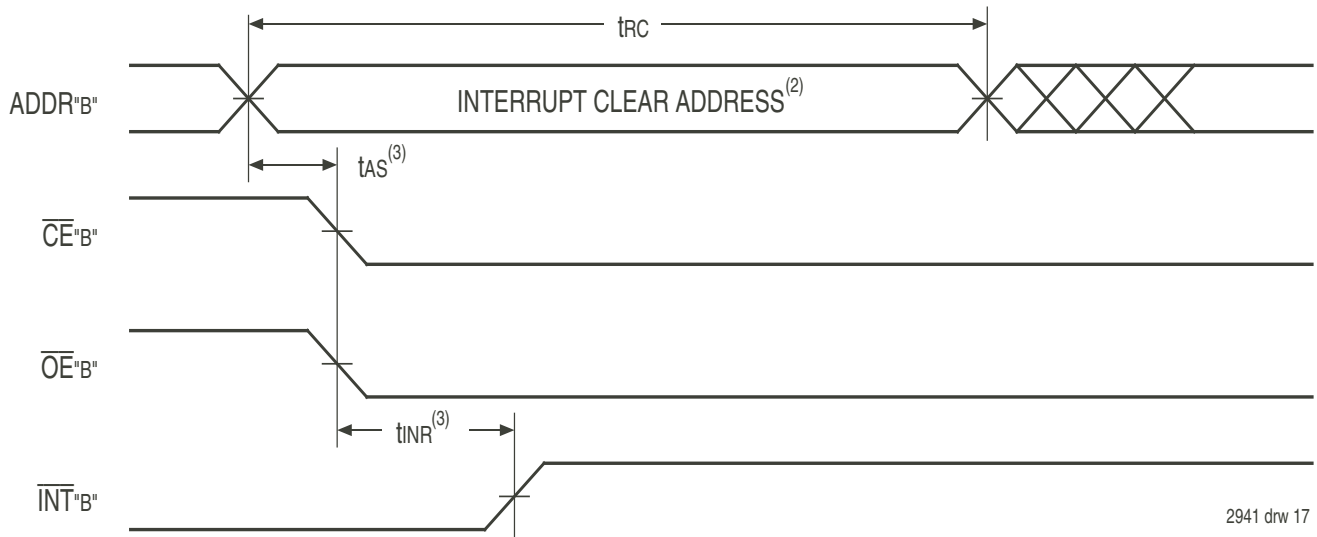 tRC
ADDR"B"
INTERRUPT CLEAR ADDRESS(2)
tAS(3)
CE"B"
OE"B"
tINR(3)
INT"B"
2941 drw 17